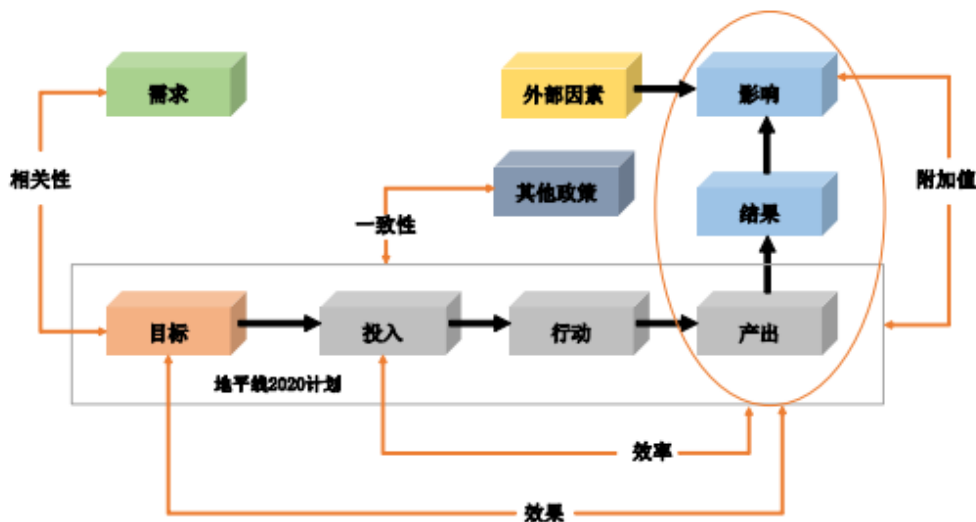 需求
外部因素
影响
相关性
其他政策
附加值
一致性
结果
目标
投入
行动
产出
地平线2020计划
效率
效果